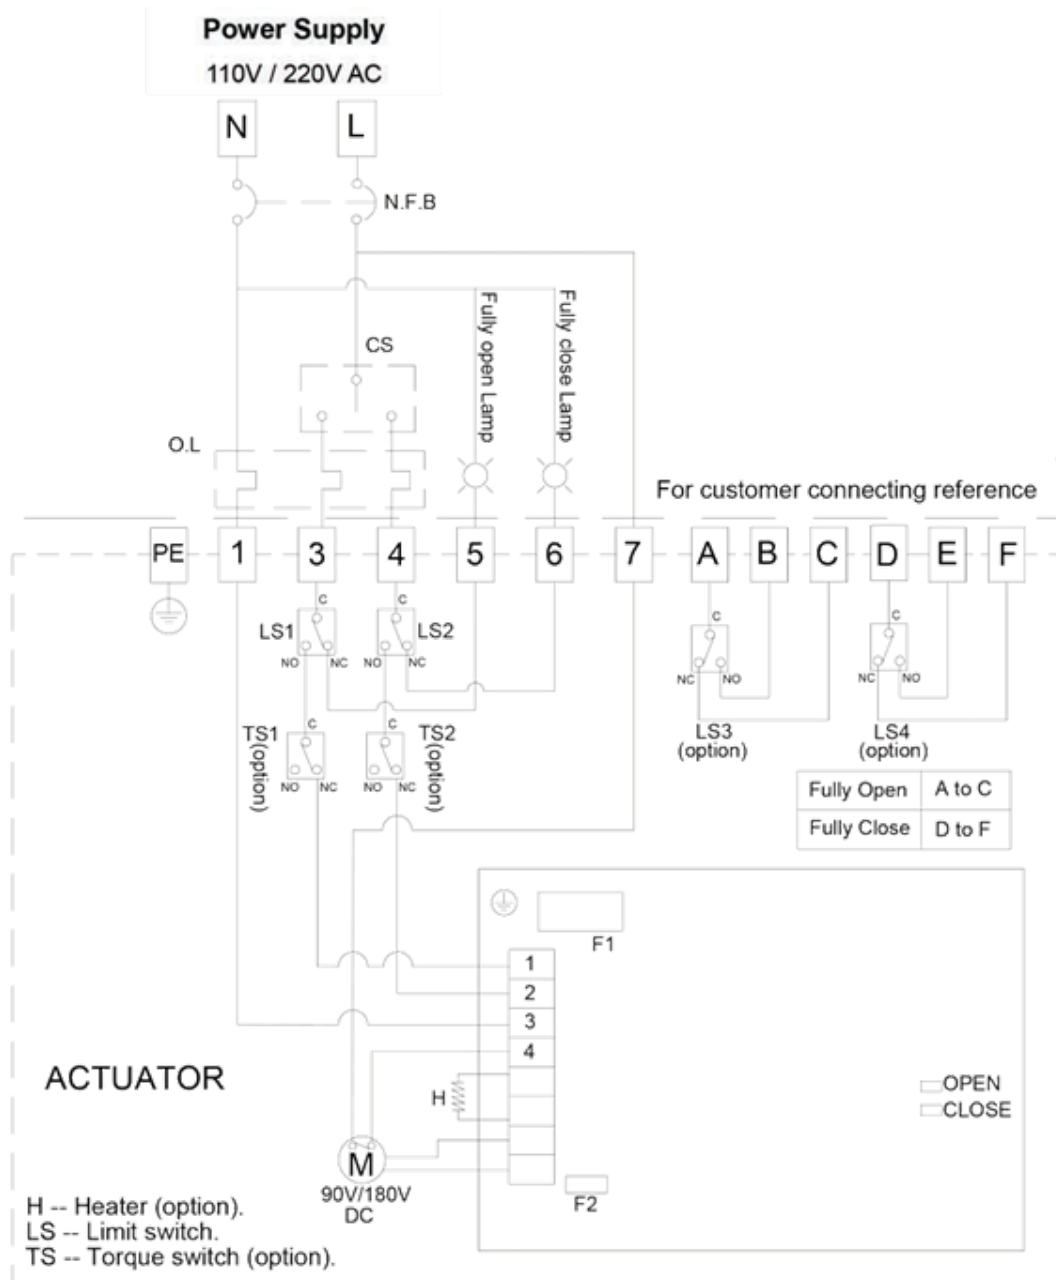 Power Supply
110V / 220V AC
N
L
N.F.B
Fully open Lamp
Fully close Lamp
CS
O.L
For customer connecting reference
PE 1 3 4 5 6 7 A B C D E F
C C
LS1 LS2
NO NC NO NC
C C
NC NO NC NO
LS3
(option)
LS4
(option)
C C
TS1
(option)
TS2
(option)
NO NC NO NC
Fully Open A to C
Fully Close D to F
F1
1
2
3
4
ACTUATOR
H
OPEN
CLOSE
M
90V/180V
DC
F2
H -- Heater (option).
LS -- Limit switch.
TS -- Torque switch (option).